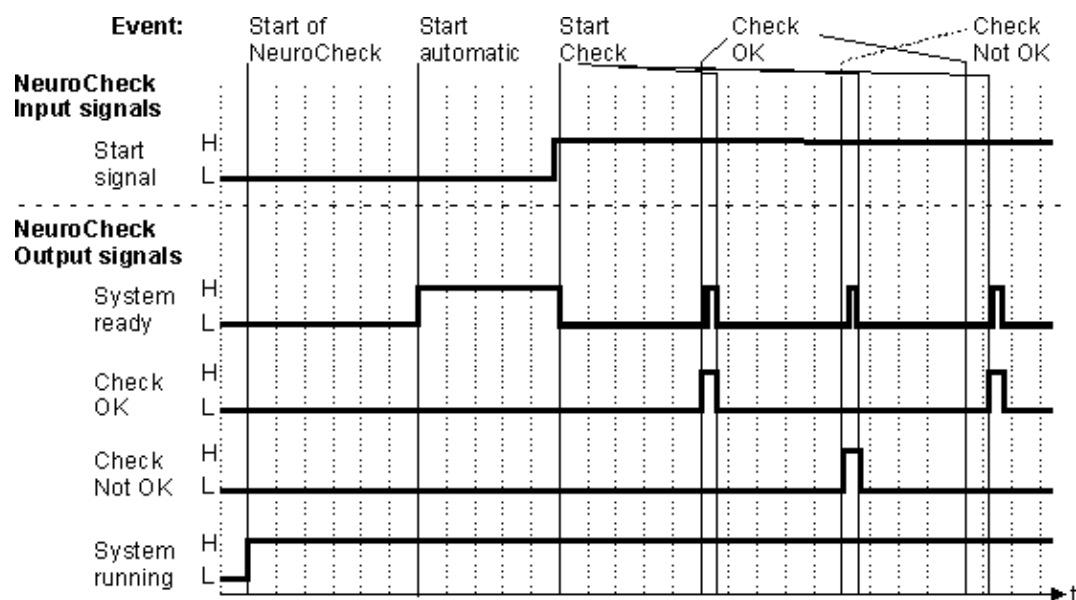 Event: Start of Start Start Check Check
NeuroCheck automatic Check OK Not OK
NeuroCheck
Input signals
Start H
signal L
NeuroCheck
Output signals
System H
ready L
Check H
OK L
Check H
Not OK L
System H
running L
t